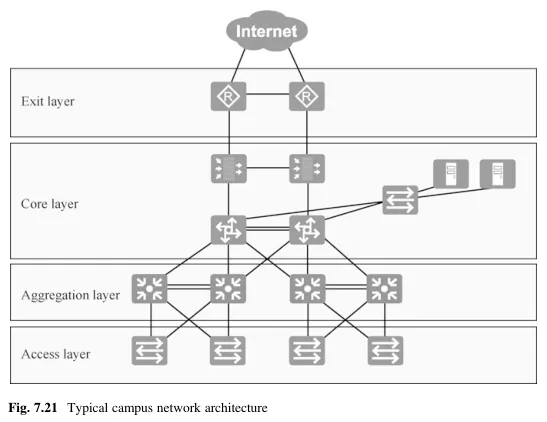 Internet
Exit layer
R
R
Core layer
Aggregation layer
Access layer
Fig. 7.21 Typical campus network architecture